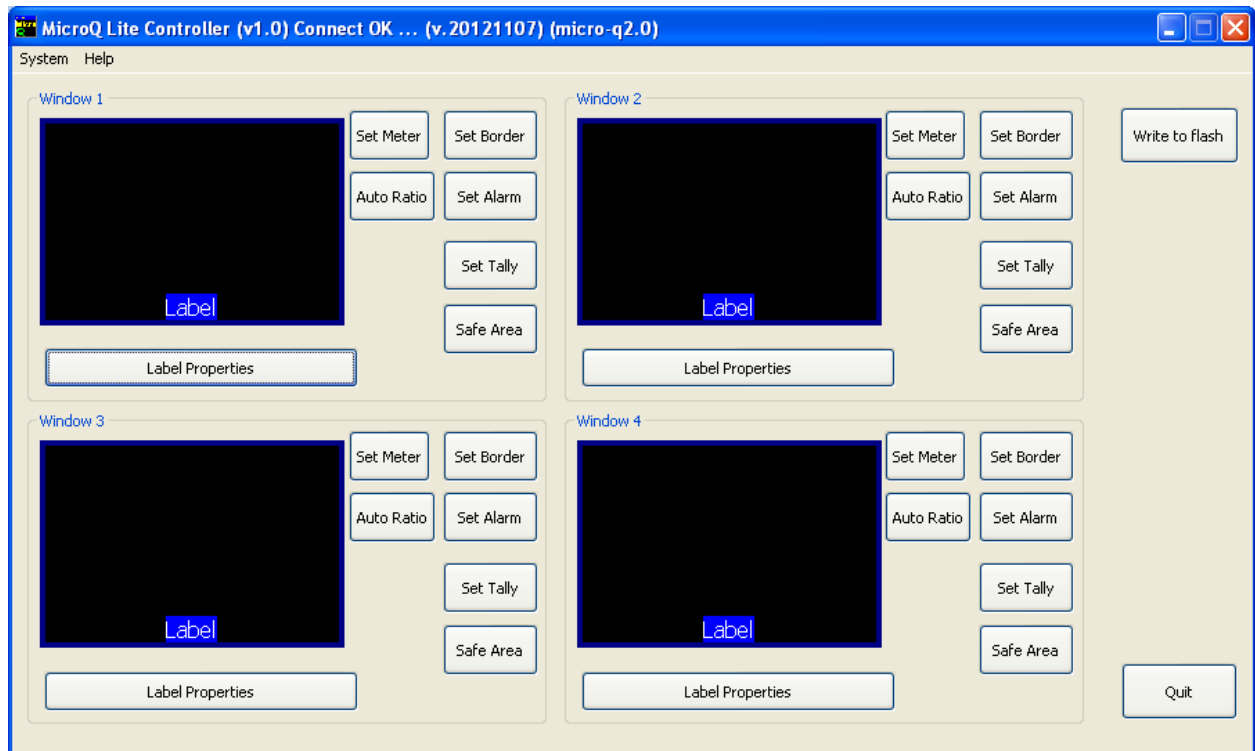 MicroQ Lite Controller (v1.0) Connect OK ... (v.20121107) (micro-q2.0)
System Help
Window 1
Set Meter Set Border
Auto Ratio Set Alarm
Set Tally
Label
Safe Area
Label Properties
Window 2
Set Meter Set Border
Auto Ratio Set Alarm
Set Tally
Label
Safe Area
Label Properties
Write to flash
Window 3
Set Meter Set Border
Auto Ratio Set Alarm
Set Tally
Label
Safe Area
Label Properties
Window 4
Set Meter Set Border
Auto Ratio Set Alarm
Set Tally
Label
Safe Area
Label Properties
Quit